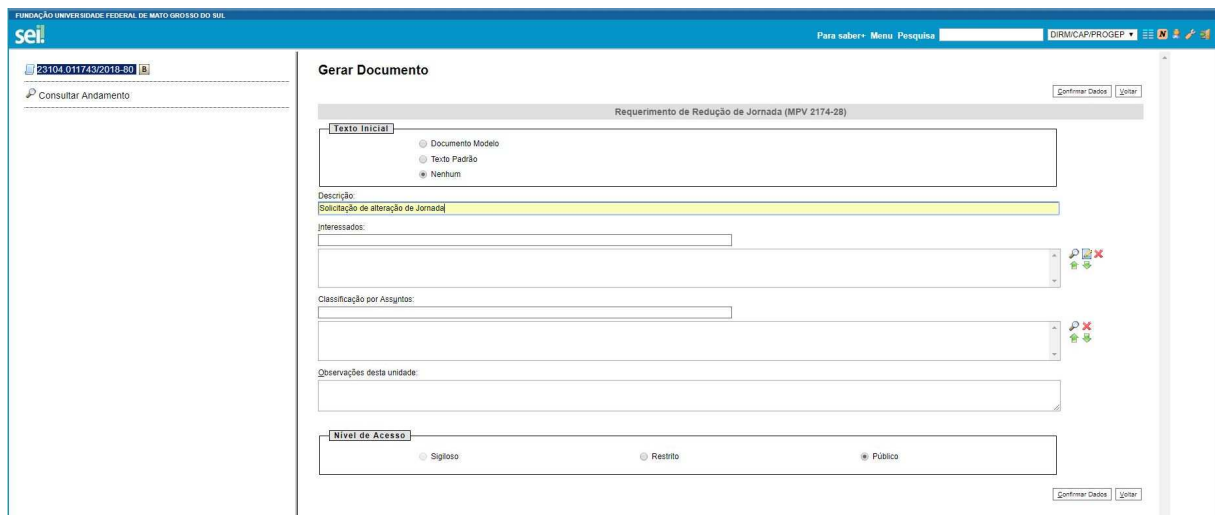 FUNDAÇÃO UNIVERSIDADE FEDERAL DE MATO GROSSO DO SUL
sei!
Para saber+ Menu Pesquisa
DIRM/CAP/PROGEP
N
23104.011743/2018-80 B
Consultar Andamento
Gerar Documento
Confirmar Dados Voltar
Requerimento de Redução de Jornada (MPV 2174-28)
Texto Inicial
Documento Modelo
Texto Padrão
Nenhum
Descrição:
Solicitação de alteração de Jornada
Interessados:
Classificação por Assuntos:
Observações desta unidade:
Nível de Acesso
Sigiloso Restrito Público
Confirmar Dados Voltar